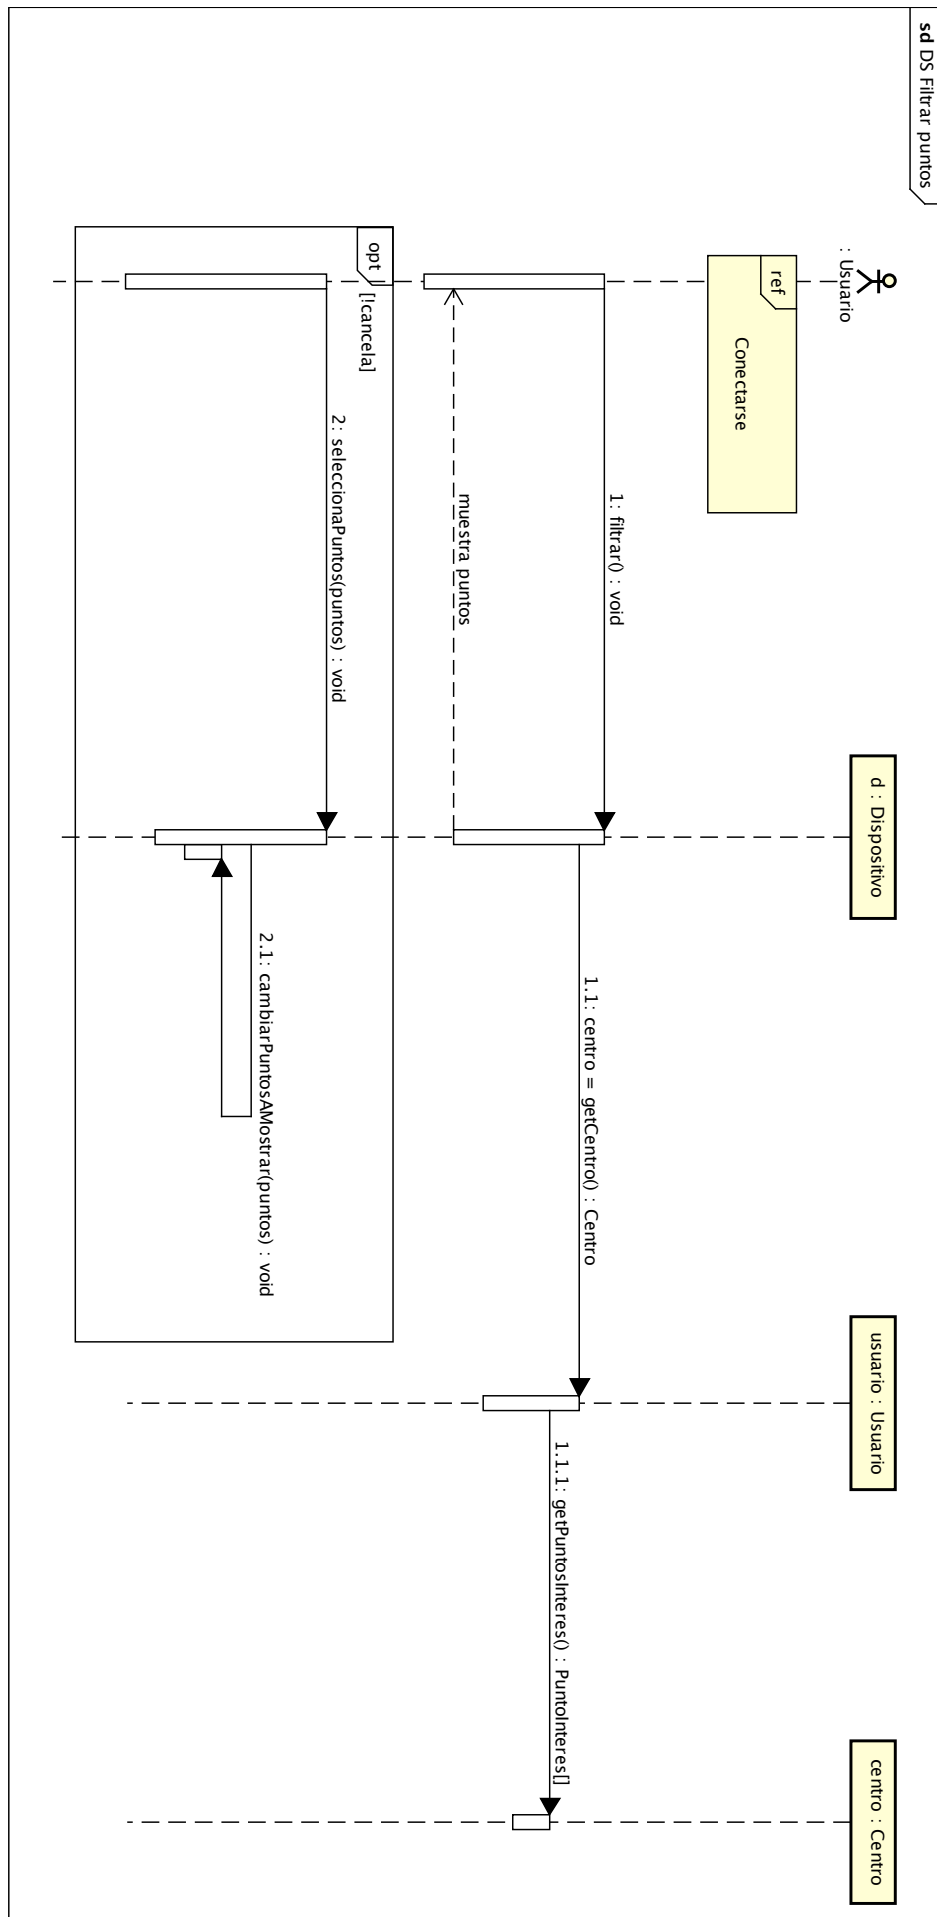 sd DS Filtrar puntos
: Usuario
d : Dispositivo
usuario : Usuario
centro : Centro
ref
Conectarse
1: filtrar() : void
1.1: centro = getCentro() : Centro
1.1.1: getPuntosInteres() : PuntoInteres[]
muestra puntos
opt
[!cancela]
2: seleccionaPuntos(puntos) : void
2.1: cambiarPuntosAMostrar(puntos) : void